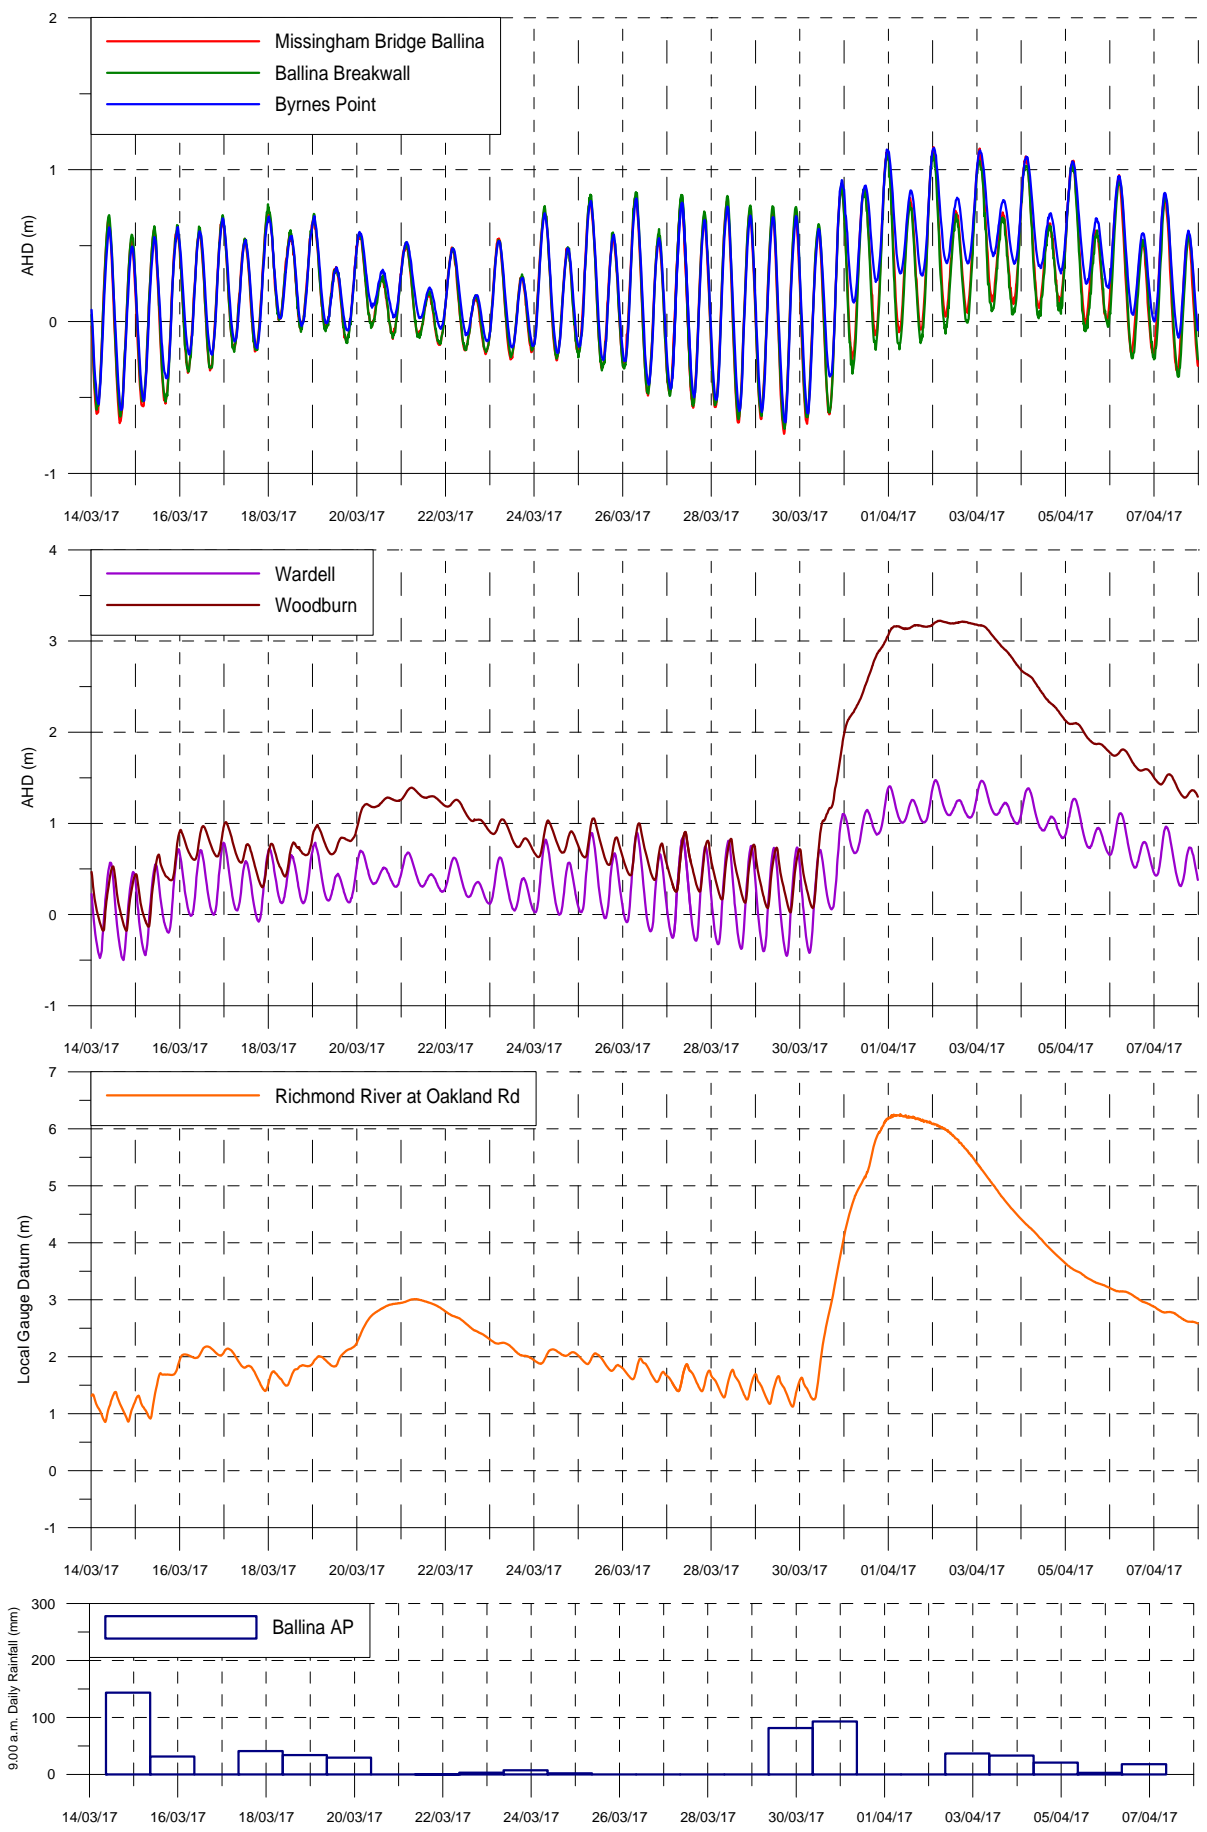 2
Missingham Bridge Ballina
Ballina Breakwall
Byrnes Point
1
AHD (m)
0
-1
14/03/17 16/03/17 18/03/17 20/03/17 22/03/17 24/03/17 26/03/17 28/03/17 30/03/17 01/04/17 03/04/17 05/04/17 07/04/17
4
Wardell
Woodburn
3
2
AHD (m)
1
0
-1
14/03/17 16/03/17 18/03/17 20/03/17 22/03/17 24/03/17 26/03/17 28/03/17 30/03/17 01/04/17 03/04/17 05/04/17 07/04/17
7
Richmond River at Oakland Rd
6
5
4
Local Gauge Datum (m)
3
2
1
0
-1
14/03/17 16/03/17 18/03/17 20/03/17 22/03/17 24/03/17 26/03/17 28/03/17 30/03/17 01/04/17 03/04/17 05/04/17 07/04/17
300
Ballina AP
200
9.00 a.m. Daily Rainfall (mm)
100
0
14/03/17 16/03/17 18/03/17 20/03/17 22/03/17 24/03/17 26/03/17 28/03/17 30/03/17 01/04/17 03/04/17 05/04/17 07/04/17